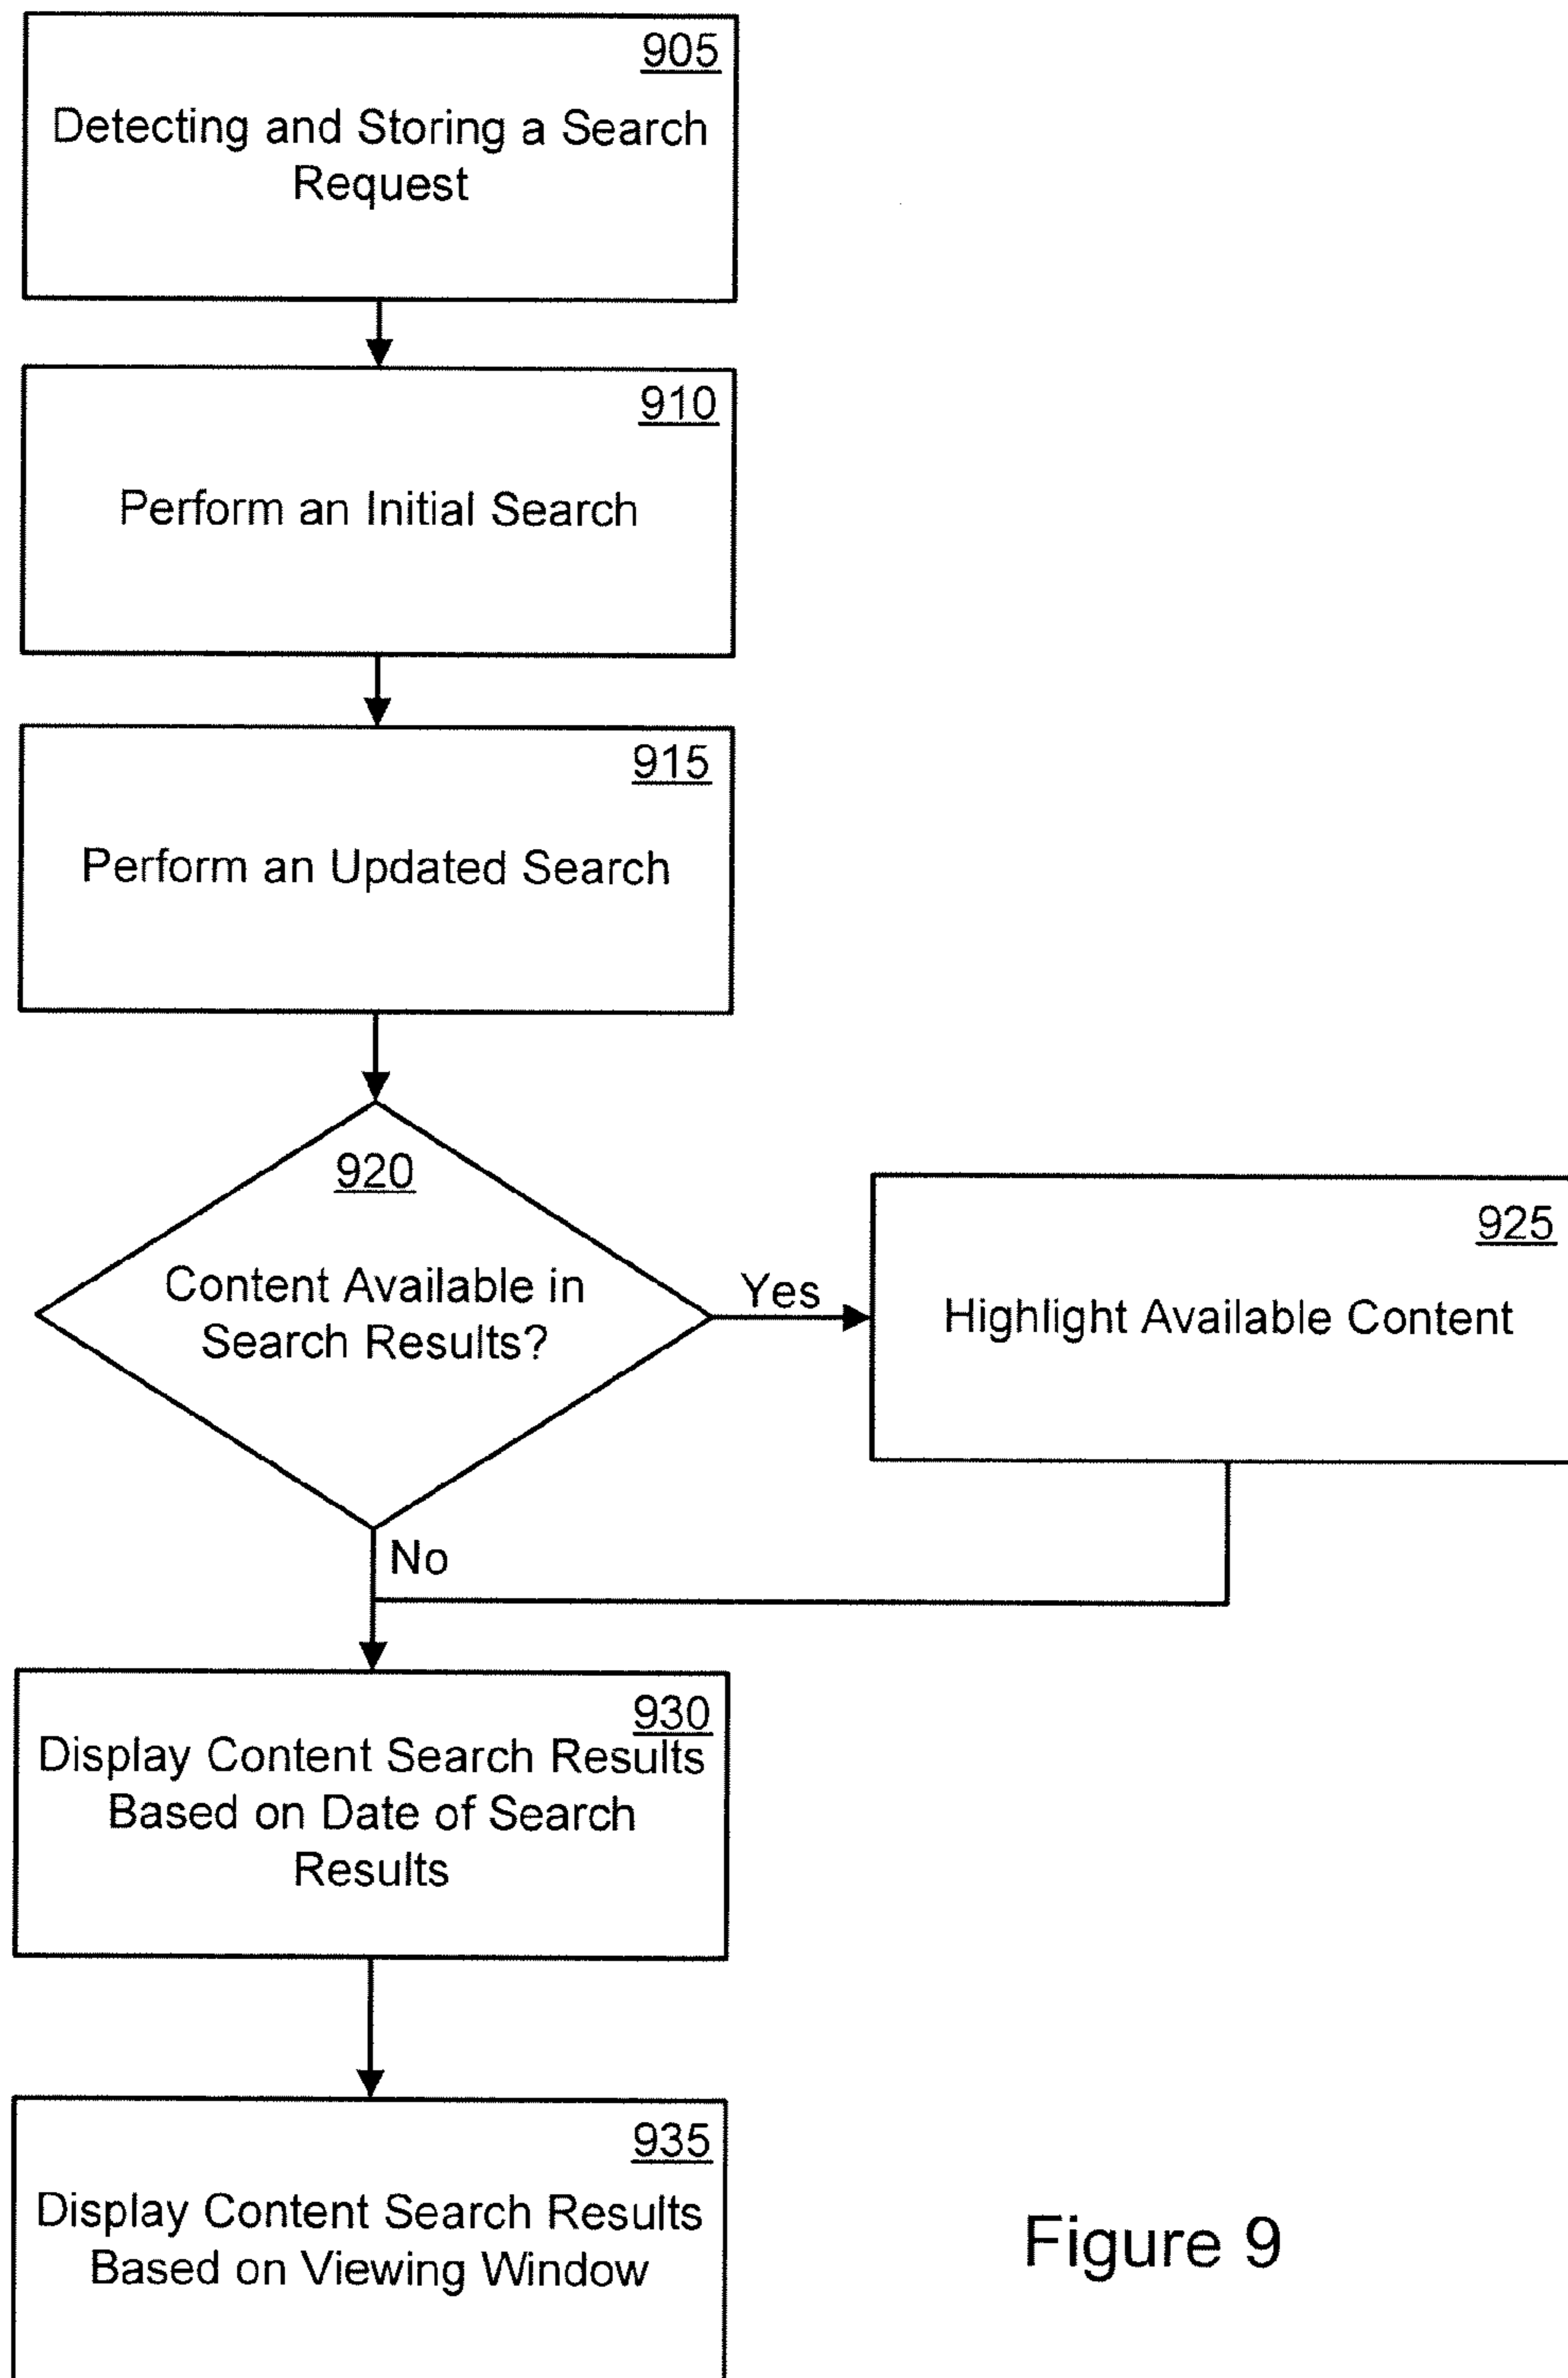 905
Detecting and Storing a Search
Request
910
Perform an Initial Search
915
Perform an Updated Search
920
Content Available in
Search Results?
Yes
925
Highlight Available Content
No
930
Display Content Search Results
Based on Date of Search
Results
935
Display Content Search Results
Based on Viewing Window
Figure 9